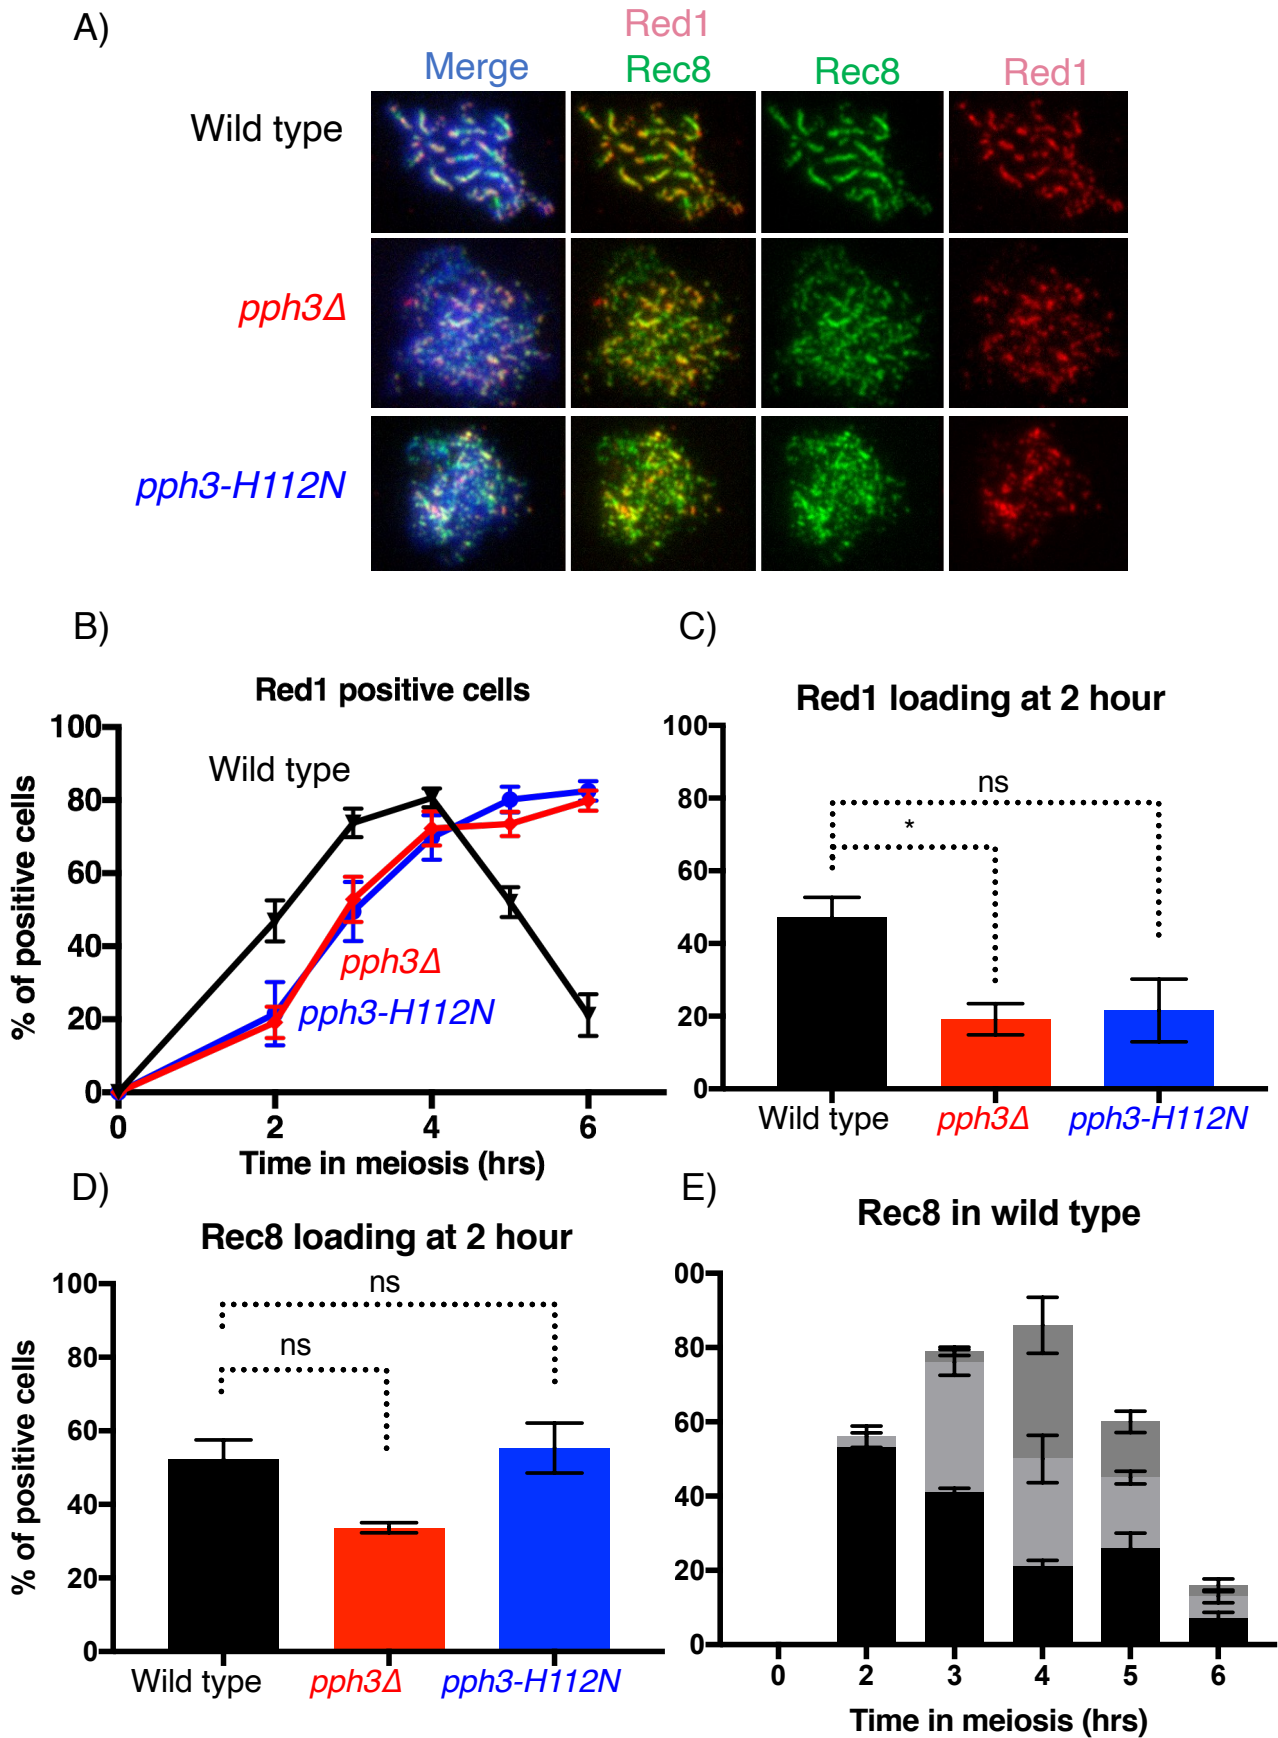 A)
Red1
Merge Rec8 Rec8 Red1
Wild type
pph3Δ
pph3-H112N
B)
Red1 positive cells
100
80
60
40
20
0
% of positive cells
Wild type
pph3Δ
pph3-H112N
0 2 4 6
Time in meiosis (hrs)
C)
Red1 loading at 2 hour
100
80
60
40
20
0
ns
*
Wild type pph3Δ pph3-H112N
D)
Rec8 loading at 2 hour
100
80
60
40
20
0
% of positive cells
ns
ns
Wild type pph3Δ pph3-H112N
E)
Rec8 in wild type
00
80
60
40
20
0
0 2 3 4 5 6
Time in meiosis (hrs)